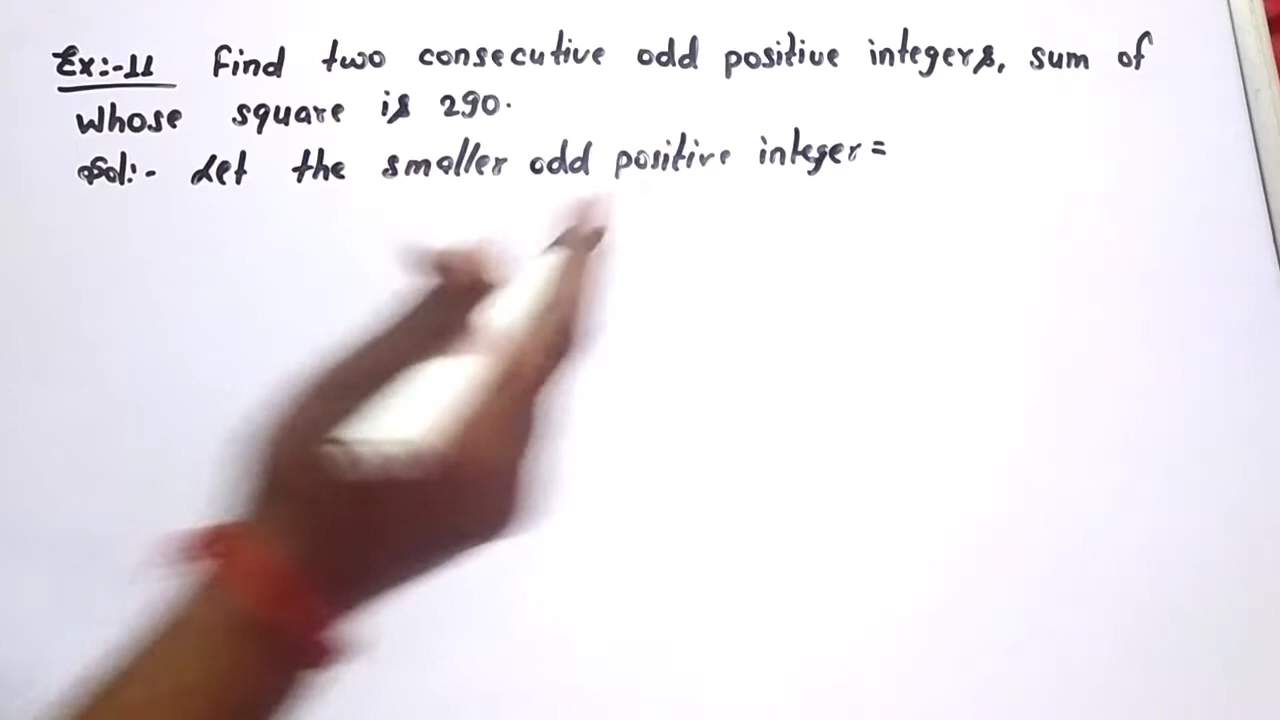 Ex:-11 Find two consecutive odd positive integers, sum of
whose square is 290.
Sol:- Let the smaller odd positive integer =